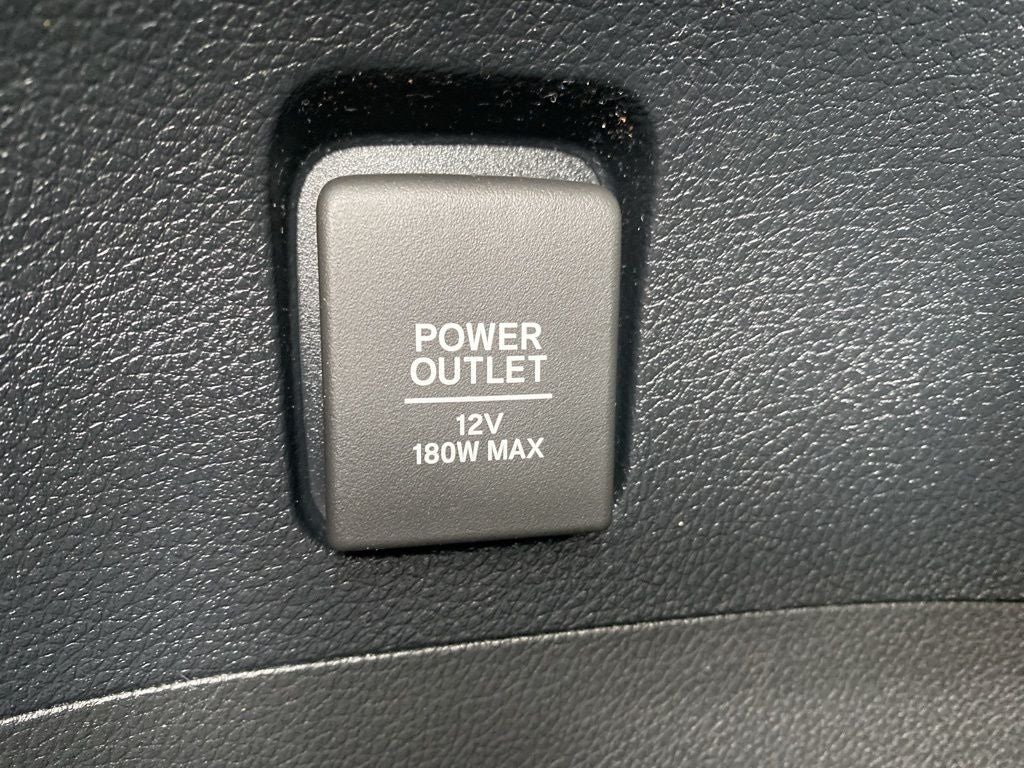 POWER
OUTLET
12V
180W MAX